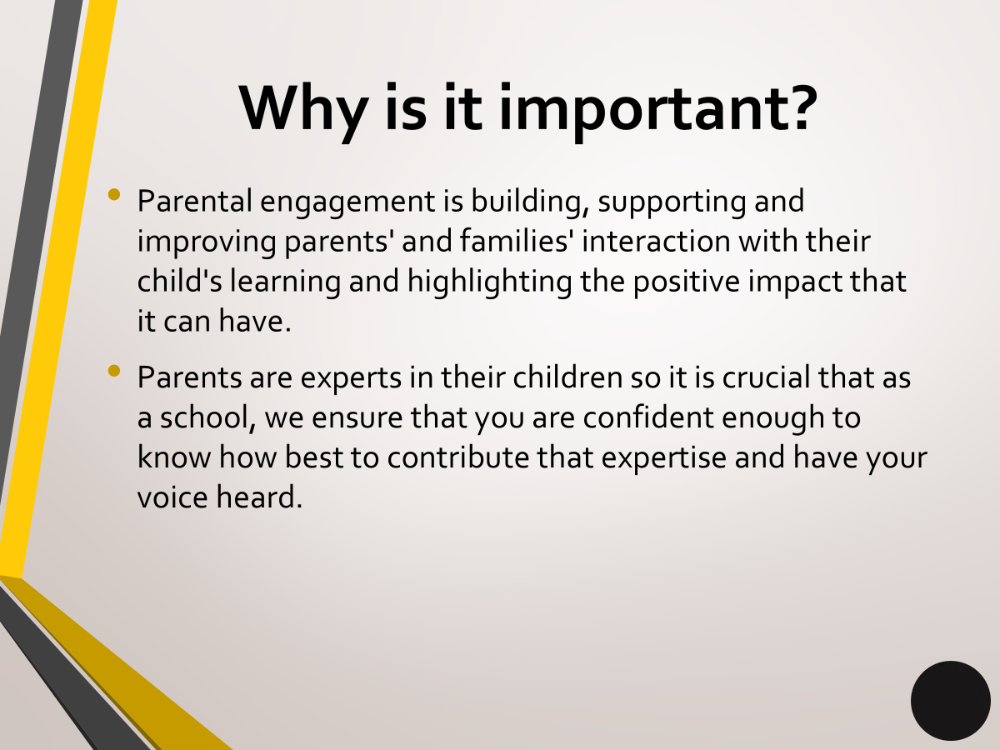 Why is it important?
Parental engagement is building, supporting and
improving parents' and families' interaction with their
child's learning and highlighting the positive impact that
it can have.
Parents are experts in their children so it is crucial that as
a school, we ensure that you are confident enough to
know how best to contribute that expertise and have your
voice heard.